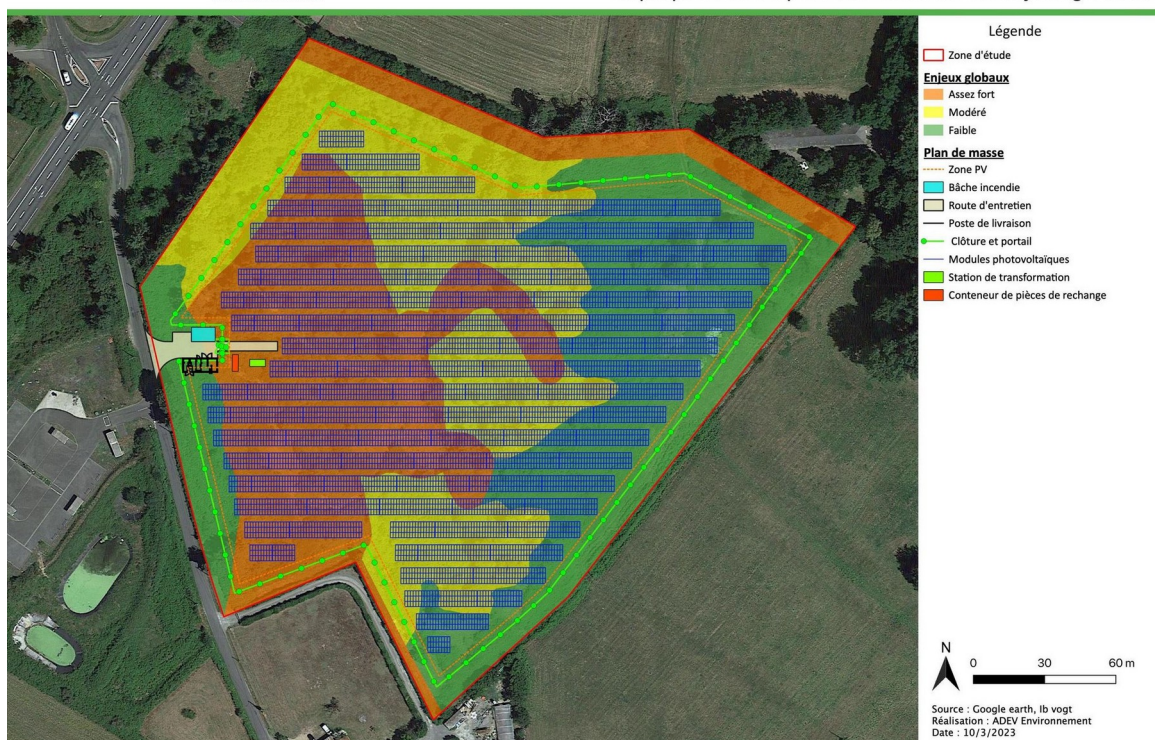 Légende
Zone d'étude
Enjeux globaux
Assez fort
Modéré
Faible
Plan de masse
Zone PV
Bâche incendie
Route d'entretien
Poste de livraison
Clôture et portail
Modules photovoltaïques
Station de transformation
Conteneur de pièces de rechange
N
0 30 60 m
Source : Google earth, Ib vogt
Réalisation : ADEV Environnement
Date : 10/3/2023